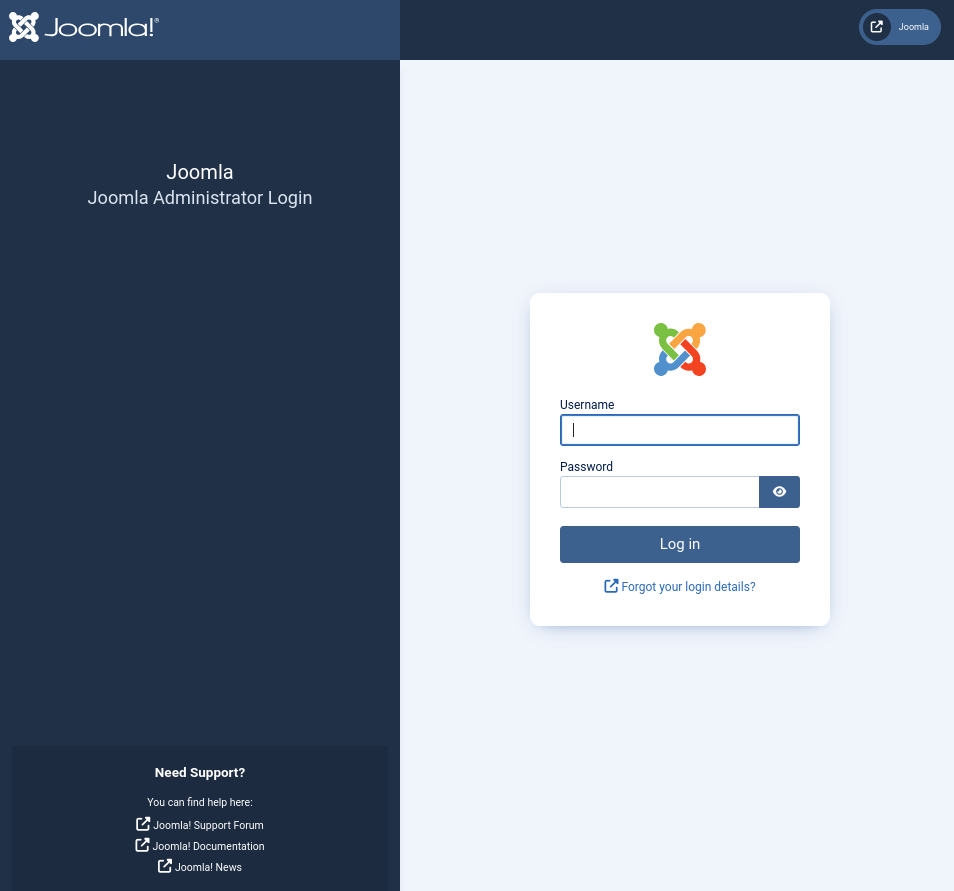 Joomla!®
Joomla
Joomla
Joomla Administrator Login
Username
Password
Log in
Forgot your login details?
Need Support?
You can find help here:
Joomla! Support Forum
Joomla! Documentation
Joomla! News